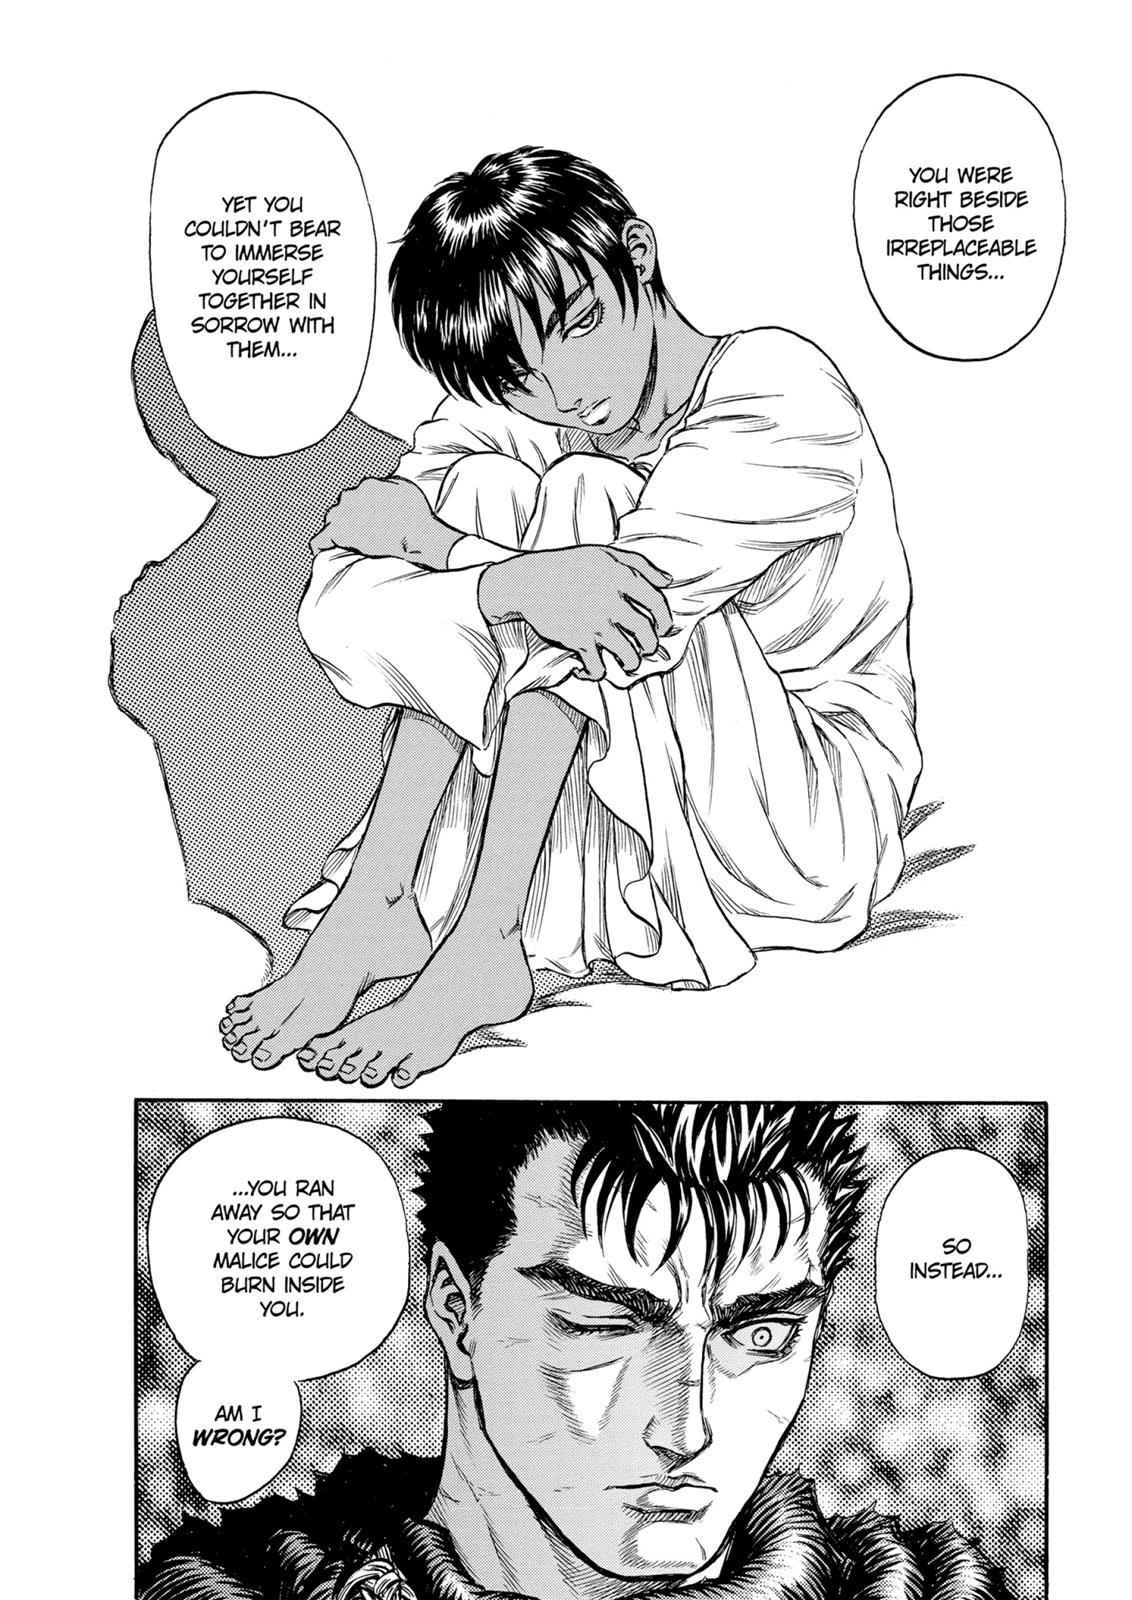 YOU WERE
RIGHT BESIDE
THOSE
IRREPLACEABLE
THINGS...
YET YOU
COULDN'T BEAR
TO IMMERSE
YOURSELF
TOGETHER IN
SORROW WITH
THEM...
SO
INSTEAD...
...YOU RAN
AWAY SO THAT
YOUR OWN
MALICE COULD
BURN INSIDE
YOU.
AM I
WRONG?